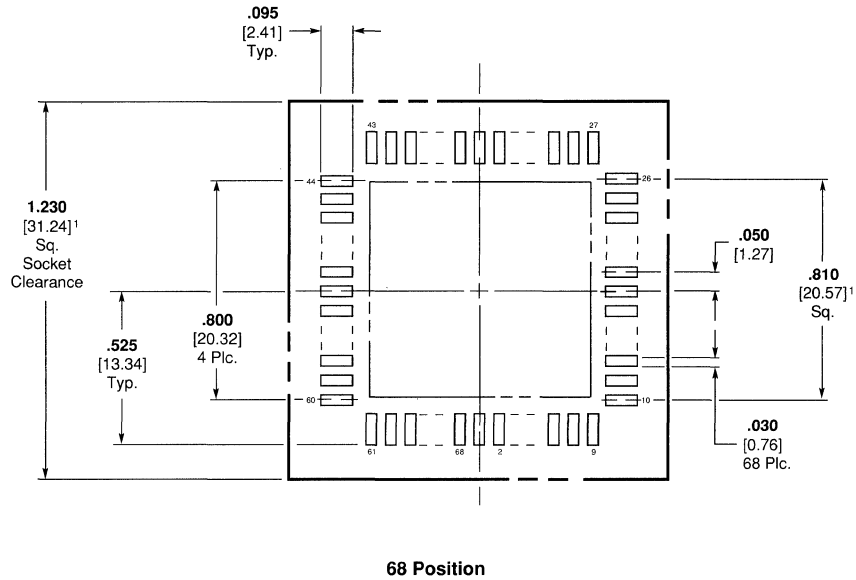 .095
[2.41]
Typ.
43
27
44
26
1.230
[31.24]¹
Sq.
Socket
Clearance
.050
[1.27]
.810
[20.57]¹
Sq.
.800
[20.32]
4 Plc.
.525
[13.34]
Typ.
60
10
.030
[0.76]
68 Plc.
61
68
2
9
68 Position